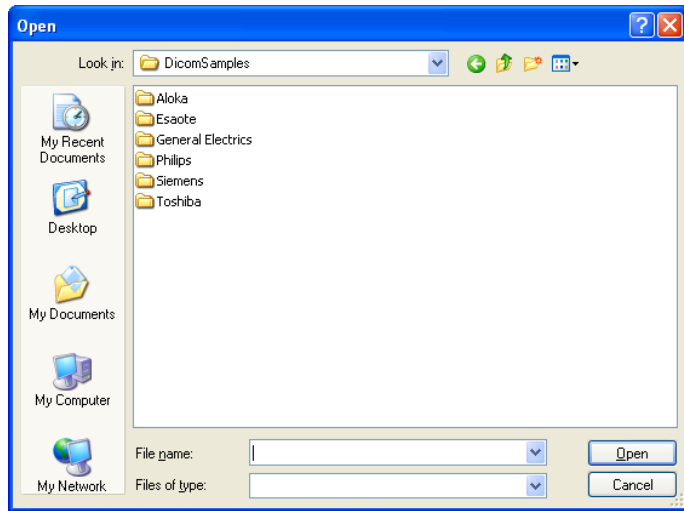 Open
Look in: DicomSamples
My Recent
Documents
Desktop
My Documents
My Computer
My Network
Aloka
Esaote
General Electrics
Philips
Siemens
Toshiba
File name: Open
Files of type: Cancel